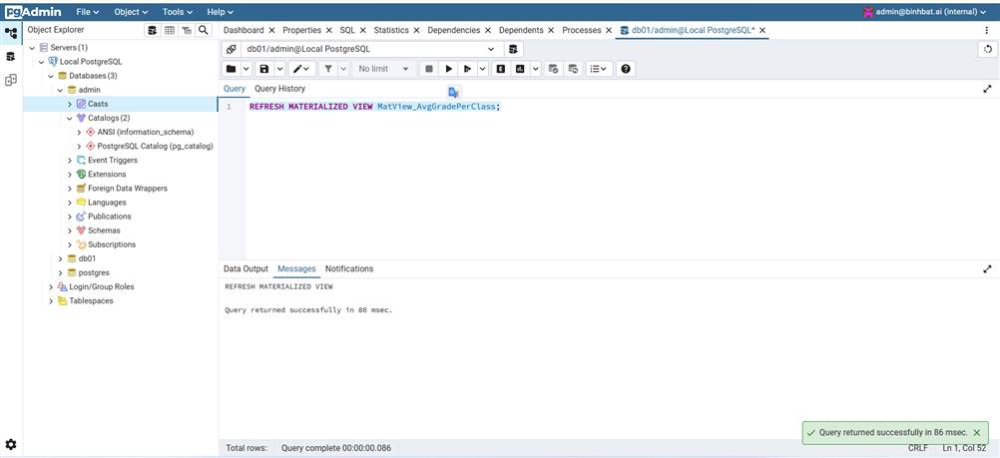 pgAdmin File Object Tools Help admin@binhbat.ai (internal)
Object Explorer
Dashboard Properties SQL Statistics Dependencies Dependents Processes db01/admin@Local PostgreSQL*
Servers (1)
Local PostgreSQL
Databases (3)
admin
Casts
Catalogs (2)
ANSI (information_schema)
PostgreSQL Catalog (pg_catalog)
Event Triggers
Extensions
Foreign Data Wrappers
Languages
Publications
Schemas
Subscriptions
db01
postgres
Login/Group Roles
Tablespaces
db01/admin@Local PostgreSQL
No limit
Query Query History
1 REFRESH MATERIALIZED VIEW MatView_AvgGradePerClass;
Data Output Messages Notifications
REFRESH MATERIALIZED VIEW
Query returned successfully in 86 msec.
Query returned successfully in 86 msec.
Total rows: Query complete 00:00:00.086 CRLF Ln 1, Col 52